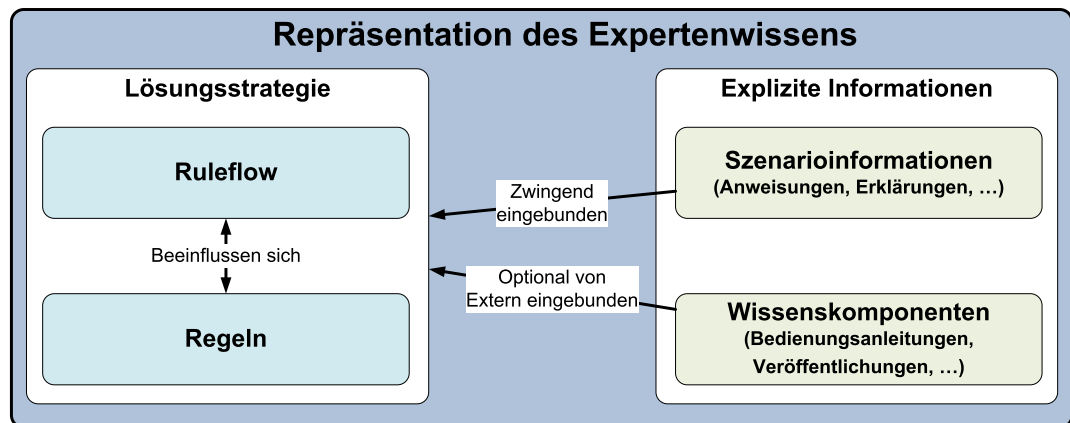 Repräsentation des Expertenwissens
Lösungsstrategie
Ruleflow
Beeinflussen sich
Regeln
Zwingend
eingebunden
Optional von
Extern eingebunden
Explizite Informationen
Szenarioinformationen
(Anweisungen, Erklärungen, …)
Wissenskomponenten
(Bedienungsanleitungen,
Veröffentlichungen, …)